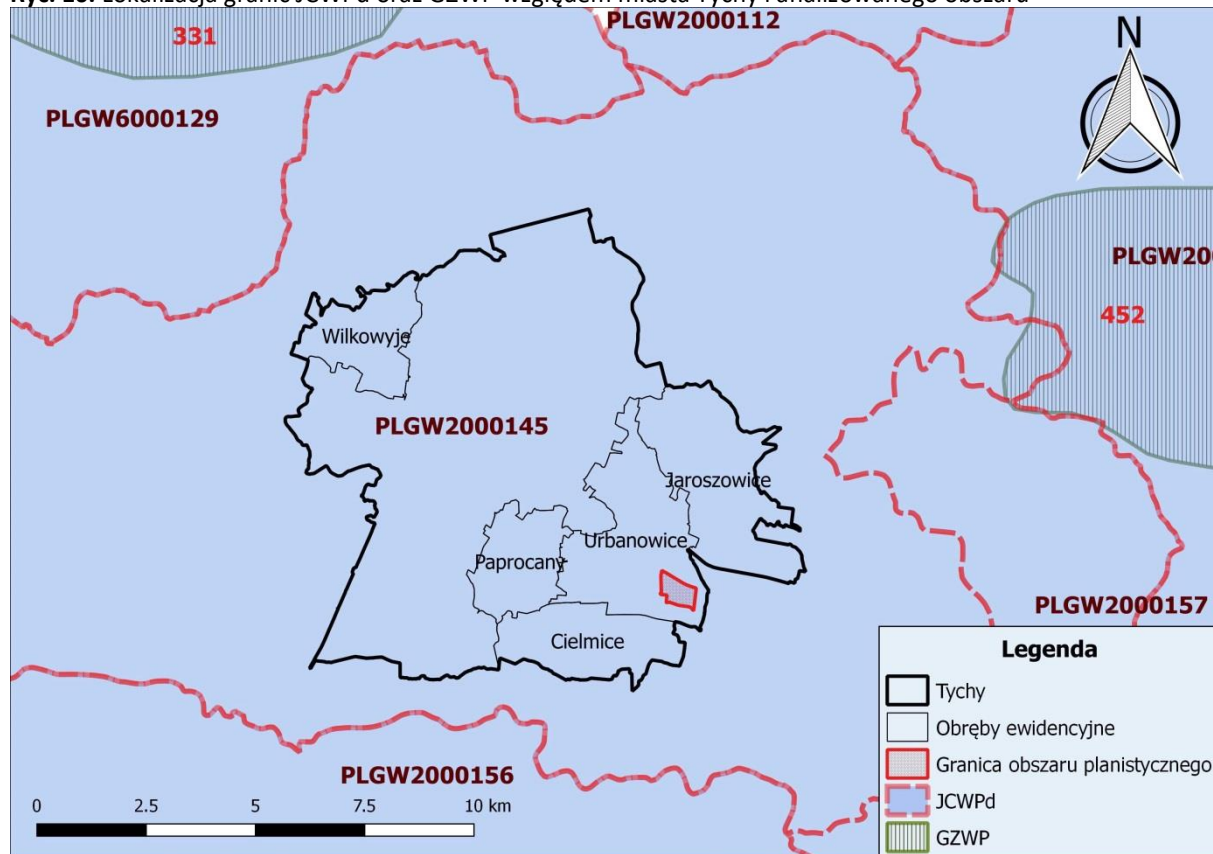 PLGW2000112
331
N
PLGW6000129
PLGW20
452
Wilkowyje
PLGW2000145
Jaroszowice
Urbanowice
Paprocany
PLGW2000157
Cielmice
PLGW2000156
0 2.5 5 7.5 10 km
Legenda
Tychy
Obręby ewidencyjne
Granica obszaru planistycznego
JCWPd
GZWP